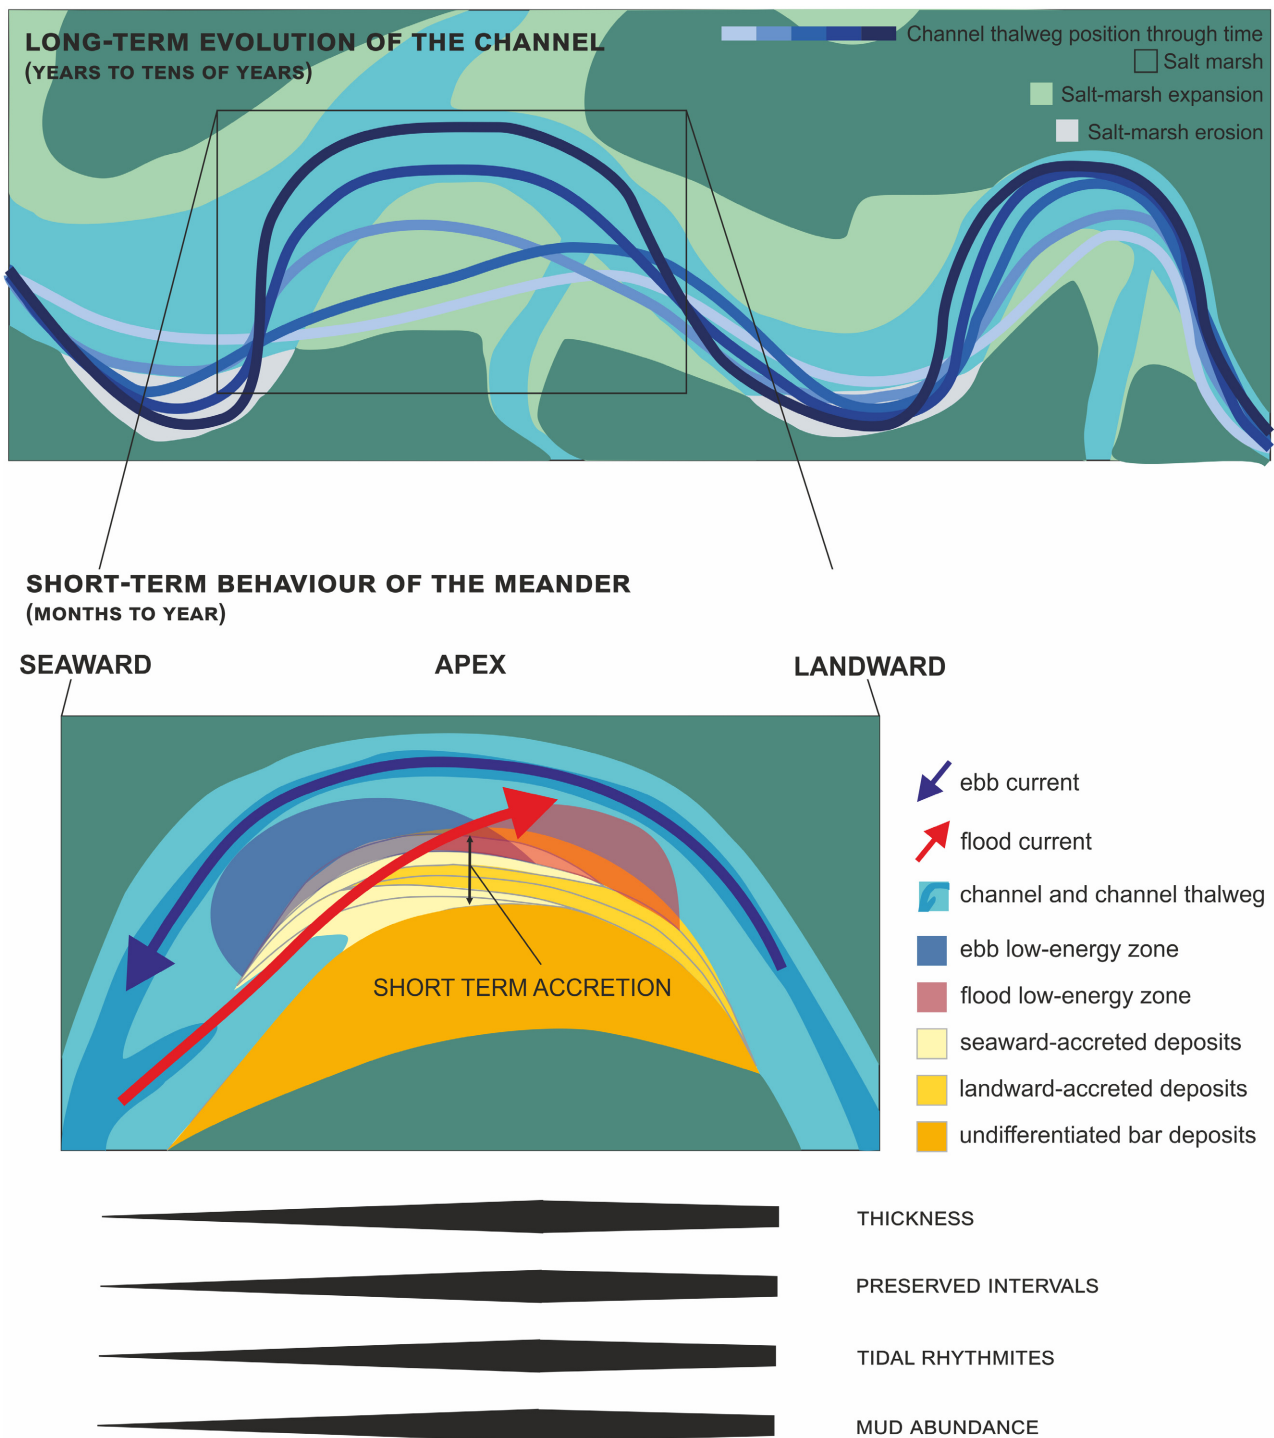 LONG-TERM EVOLUTION OF THE CHANNEL
(YEARS TO TENS OF YEARS)
Channel thalweg position through time
Salt marsh
Salt-marsh expansion
Salt-marsh erosion
SHORT-TERM BEHAVIOUR OF THE MEANDER
(MONTHS TO YEAR)
SEAWARD
APEX
LANDWARD
SHORT TERM ACCRETION
ebb current
flood current
channel and channel thalweg
ebb low-energy zone
flood low-energy zone
seaward-accreted deposits
landward-accreted deposits
undifferentiated bar deposits
THICKNESS
PRESERVED INTERVALS
TIDAL RHYTHMITES
MUD ABUNDANCE